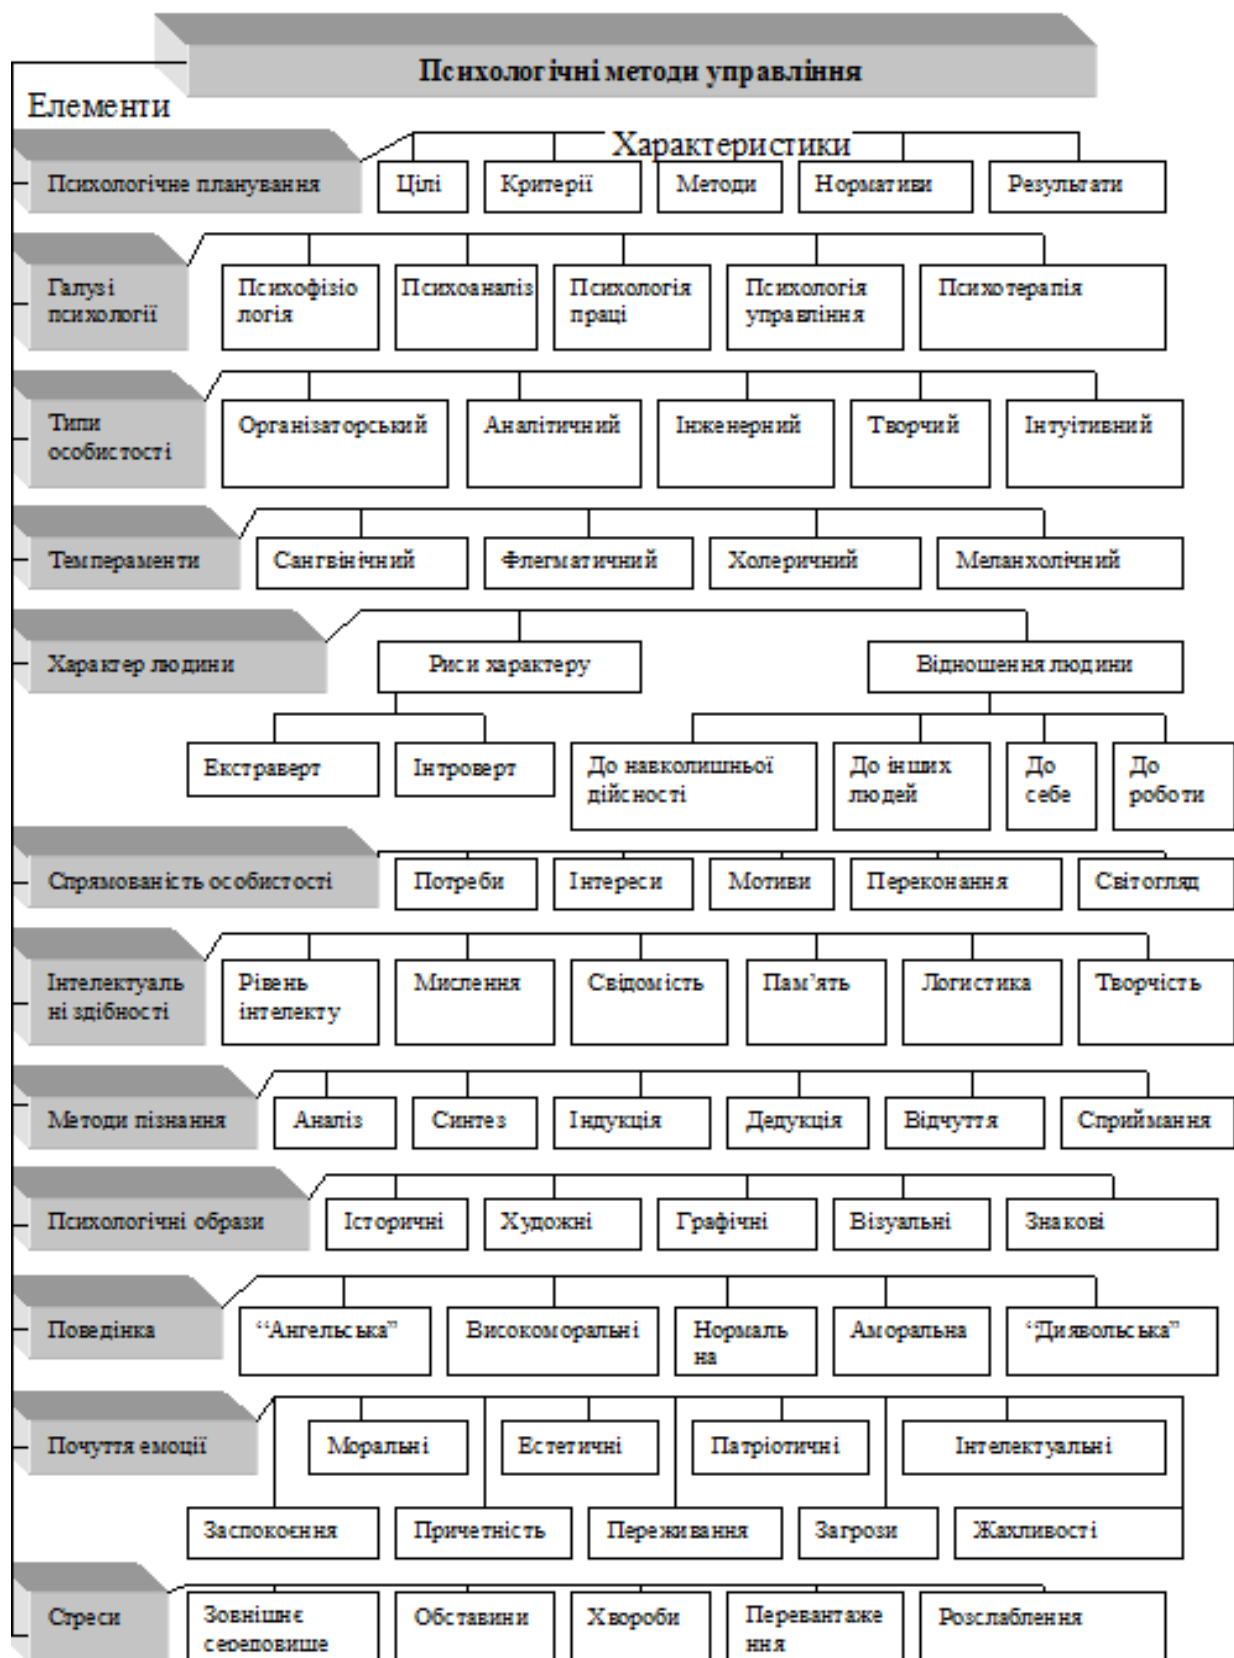 Психологічні методи управління
Елементи
Характеристики
Психологічне планування
Цілі
Критерії
Методи
Нормативи
Результати
Галузі
психології
Психофізіо
логія
Психоаналіз
Психологія
праці
Психологія
управління
Психотерапія
Типи
особистості
Організаторський
Аналітичний
Інженерний
Творчий
Інтуітивний
Темпераменти
Сангвінічний
Флегматичний
Холеричний
Меланхолічний
Характер людини
Риси характеру
Відношення людини
Екстраверт
Інтроверт
До навколишньої
дійсності
До інших
людей
До
себе
До
роботи
Спрямованість особистості
Потреби
Інтереси
Мотиви
Переконання
Світогляд
Інтелектуаль
ні здібності
Рівень
інтелекту
Мислення
Свідомість
Пам’ять
Логистика
Творчість
Методи пізнання
Аналіз
Синтез
Індукція
Дедукція
Відчуття
Сприймання
Психологічні образи
Історичні
Художні
Графічні
Візуальні
Знакові
Поведінка
“Ангельська”
Високоморальні
Нормаль
на
Аморальна
“Диявольська”
Почуття емоції
Моральні
Естетичні
Патріотичні
Інтелектуальні
Заспокоєння
Причетність
Переживання
Загрози
Жахливості
Стреси
Зовнішнє
середовище
Обставини
Хвороби
Перевантаже
ння
Розслаблення